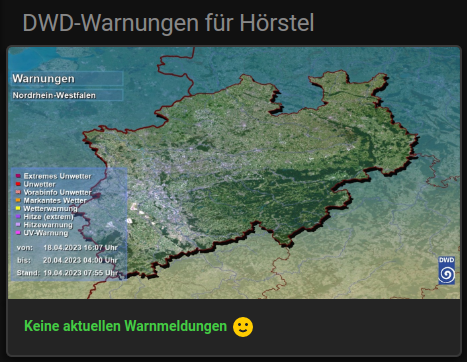 DWD-Warnungen für Hörstel
Warnungen
Nordrhein-Westfalen
Extremes Unwetter
Unwetter
Vorabinfo Unwetter
Markantes Wetter
Wetterwarnung
Hitze (extrem)
Hitzewarnung
UV-Warnung
von: 18.04.2023 16:07 Uhr
bis: 20.04.2023 04:00 Uhr
Stand: 19.04.2023 07:55 Uhr
DWD
Keine aktuellen Warnmeldungen 🙂